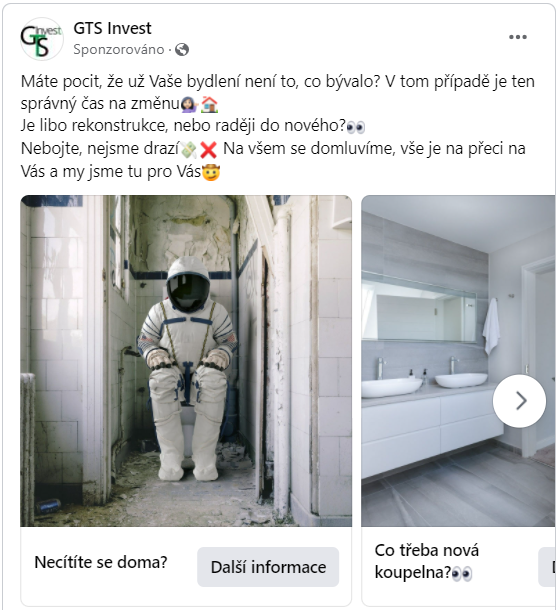 GTS invest
GTS Invest
Sponzorováno ·
Máte pocit, že už Vaše bydlení není to, co bývalo? V tom případě je ten
správný čas na změnu💇🏻‍♀️🏠
Je libo rekonstrukce, nebo raději do nového?👀
Nebojte, nejsme drazí💸❌ Na všem se domluvíme, vše je na přeci na
Vás a my jsme tu pro Vás🤠
Necítíte se doma?
Další informace
Co třeba nová
koupelna?👀